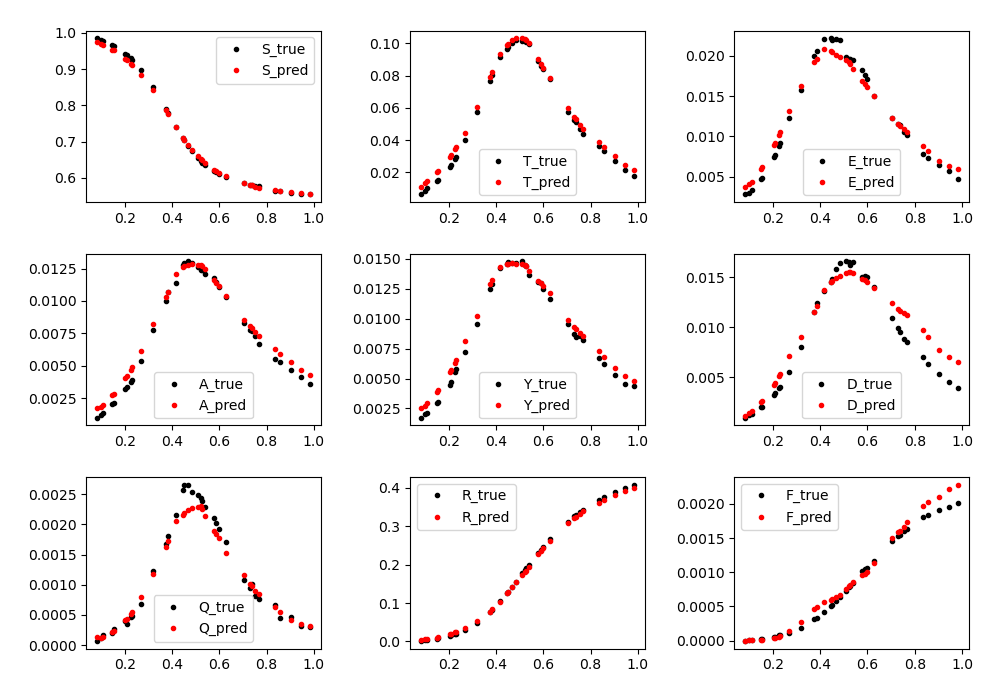 1.0
0.9
0.8
0.7
0.6
S_true
S_pred
0.2 0.4 0.6 0.8 1.0
0.10
0.08
0.06
0.04
0.02
T_true
T_pred
0.2 0.4 0.6 0.8 1.0
0.020
0.015
0.010
0.005
E_true
E_pred
0.2 0.4 0.6 0.8 1.0
0.0125
0.0100
0.0075
0.0050
0.0025
A_true
A_pred
0.2 0.4 0.6 0.8 1.0
0.0150
0.0125
0.0100
0.0075
0.0050
0.0025
Y_true
Y_pred
0.2 0.4 0.6 0.8 1.0
0.015
0.010
0.005
D_true
D_pred
0.2 0.4 0.6 0.8 1.0
0.0025
0.0020
0.0015
0.0010
0.0005
0.0000
Q_true
Q_pred
0.2 0.4 0.6 0.8 1.0
0.4
0.3
0.2
0.1
0.0
R_true
R_pred
0.2 0.4 0.6 0.8 1.0
0.0020
0.0015
0.0010
0.0005
0.0000
F_true
F_pred
0.2 0.4 0.6 0.8 1.0